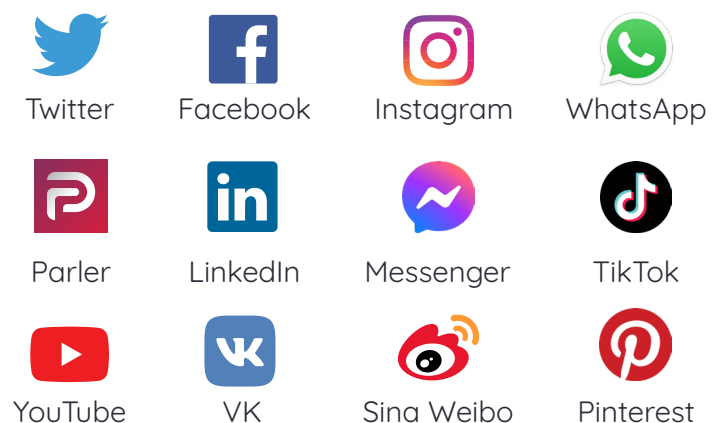 Twitter
Facebook
Instagram
WhatsApp
Parler
LinkedIn
Messenger
TikTok
YouTube
VK
Sina Weibo
Pinterest